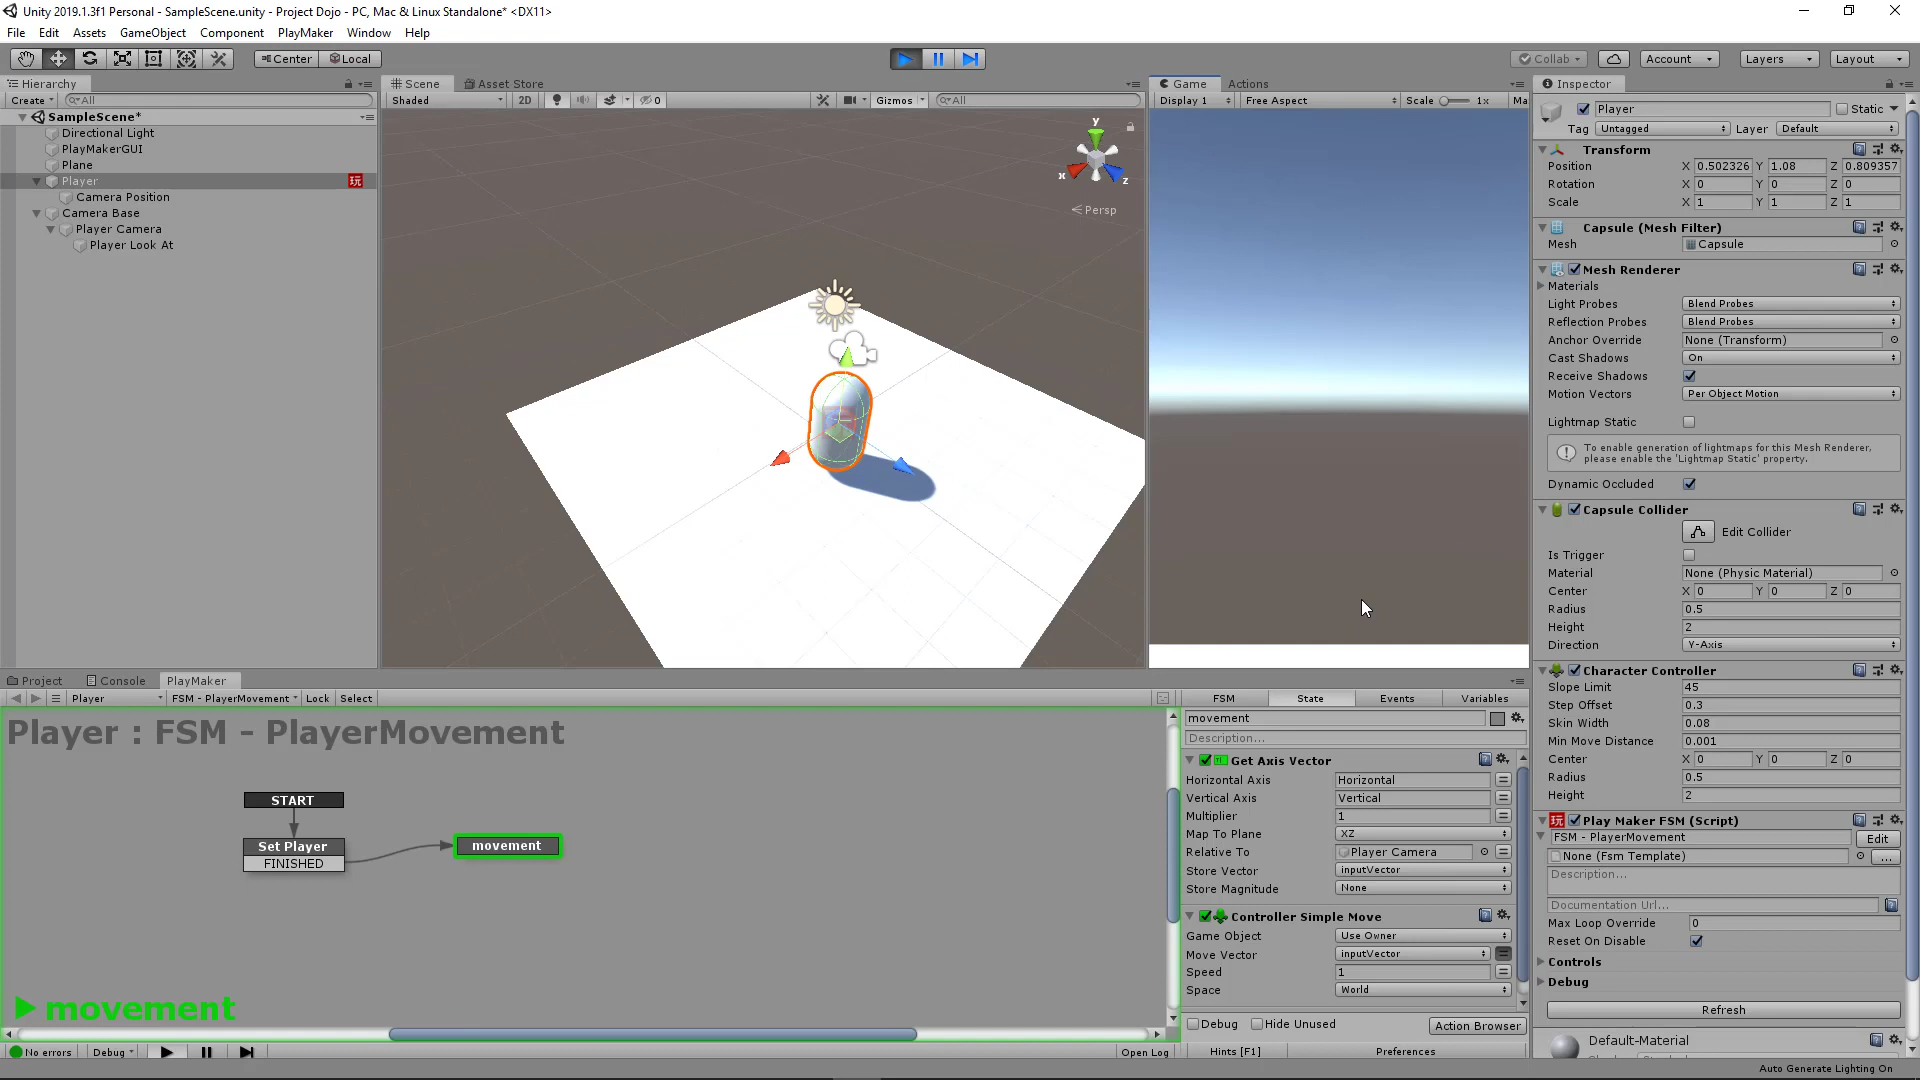 Unity 2019.1.3f1 Personal - SampleScene.unity - Project Dojo - PC, Mac & Linux Standalone* <DX11>
File Edit Assets GameObject Component PlayMaker Window Help
Center Local Collab Account Layers Layout
Hierarchy
Create All
SampleScene*
Directional Light
PlayMakerGUI
Plane
Player 玩
Camera Position
Camera Base
Player Camera
Player Look At
Scene Asset Store
Shaded 2D 0 Gizmos All
y
x
z
Persp
Game Actions
Display 1 Free Aspect Scale 1x Ma
Inspector
Player Static
Tag Untagged Layer Default
Transform
Position X 0.502326 Y 1.08 Z 0.809357
Rotation X 0 Y 0 Z 0
Scale X 1 Y 1 Z 1
Capsule (Mesh Filter)
Mesh Capsule
Mesh Renderer
Materials
Light Probes Blend Probes
Reflection Probes Blend Probes
Anchor Override None (Transform)
Cast Shadows On
Receive Shadows
Motion Vectors Per Object Motion
Lightmap Static
To enable generation of lightmaps for this Mesh Renderer,
please enable the 'Lightmap Static' property.
Dynamic Occluded
Capsule Collider
Edit Collider
Is Trigger
Material None (Physic Material)
Center X 0 Y 0 Z 0
Radius 0.5
Height 2
Direction Y-Axis
Character Controller
Slope Limit 45
Step Offset 0.3
Skin Width 0.08
Min Move Distance 0.001
Center X 0 Y 0 Z 0
Radius 0.5
Height 2
玩 Play Maker FSM (Script)
FSM - PlayerMovement Edit
None (Fsm Template) ...
Description...
Documentation Url...
Max Loop Override 0
Reset On Disable
Controls
Debug
Refresh
Default-Material
Auto Generate Lighting On
Project Console PlayMaker
Player FSM - PlayerMovement Lock Select
Player : FSM - PlayerMovement
START
Set Player
FINISHED
movement
movement
No errors Debug Open Log
FSM State Events Variables
movement
Description...
Get Axis Vector
Horizontal Axis Horizontal
Vertical Axis Vertical
Multiplier 1
Map To Plane XZ
Relative To Player Camera
Store Vector inputVector
Store Magnitude None
Controller Simple Move
Game Object Use Owner
Move Vector inputVector
Speed 1
Space World
Debug Hide Unused Action Browser
Hints [F1] Preferences